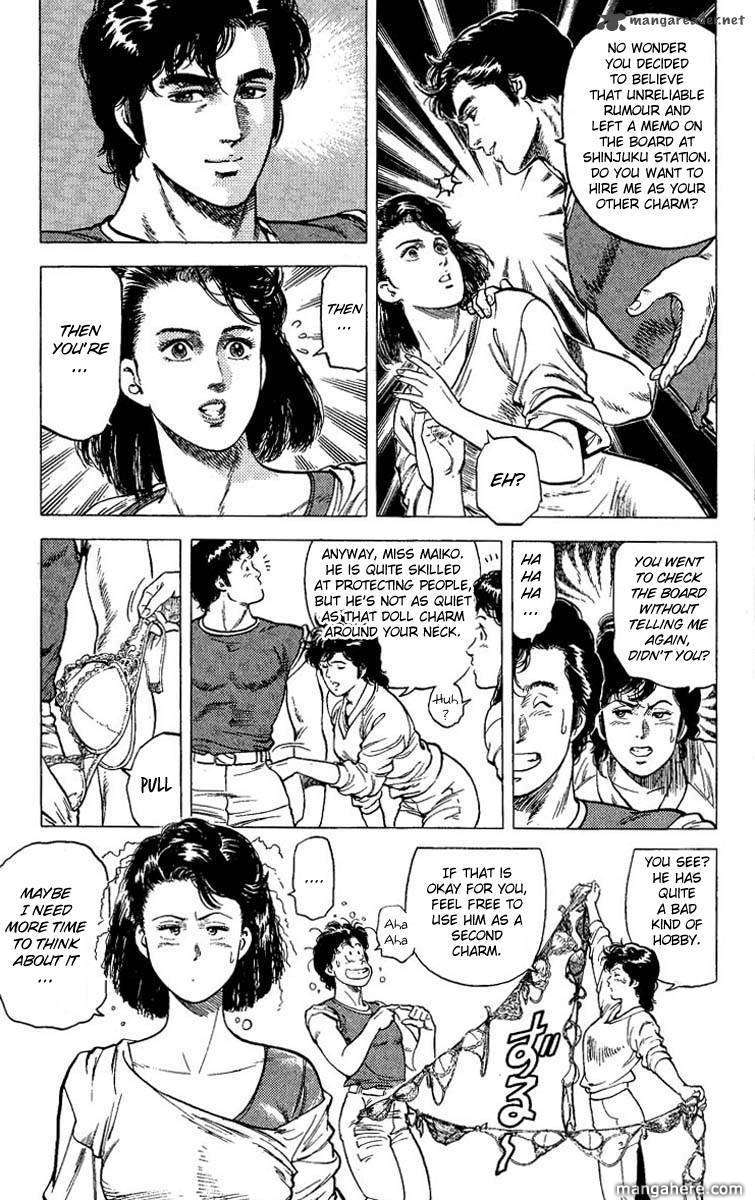 mangareader.net
NO WONDER
YOU DECIDED
TO BELIEVE
THAT UNRELIABLE
RUMOUR AND
LEFT A MEMO ON
THE BOARD AT
SHINJUKU STATION.
DO YOU WANT TO
HIRE ME AS YOUR
OTHER CHARM?
EH?
THEN
...
THEN
YOU'RE
...
YOU WENT
TO CHECK
THE BOARD
WITHOUT
TELLING ME
AGAIN,
DIDN'T YOU?
HA
HA
HA
...
ANYWAY, MISS MAIKO.
HE IS QUITE SKILLED
AT PROTECTING PEOPLE,
BUT HE'S NOT AS QUIET
AS THAT DOLL CHARM
AROUND YOUR NECK.
Huh
?
PULL
YOU SEE?
HE HAS
QUITE
A BAD
KIND OF
HOBBY.
IF THAT IS
OKAY FOR YOU,
FEEL FREE TO
USE HIM AS A
SECOND
CHARM.
Aha
Aha
ずる～
....
MAYBE
I NEED
MORE TIME
TO THINK
ABOUT IT
...
mangahere.com